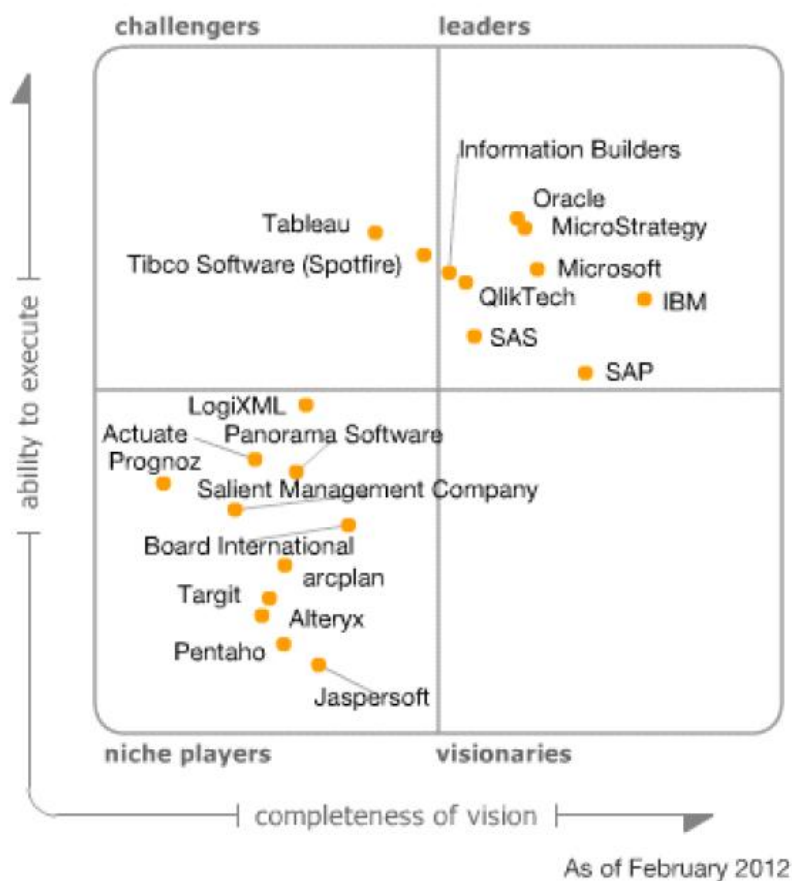 challengers
leaders
Information Builders
Oracle
Tableau
MicroStrategy
Tibco Software (Spotfire)
Microsoft
QlikTech
IBM
SAS
SAP
LogiXML
Actuate
Panorama Software
Prognoz
Salient Management Company
Board International
arcplan
Targit
Alteryx
Pentaho
Jaspersoft
niche players
visionaries
ability to execute
completeness of vision
As of February 2012